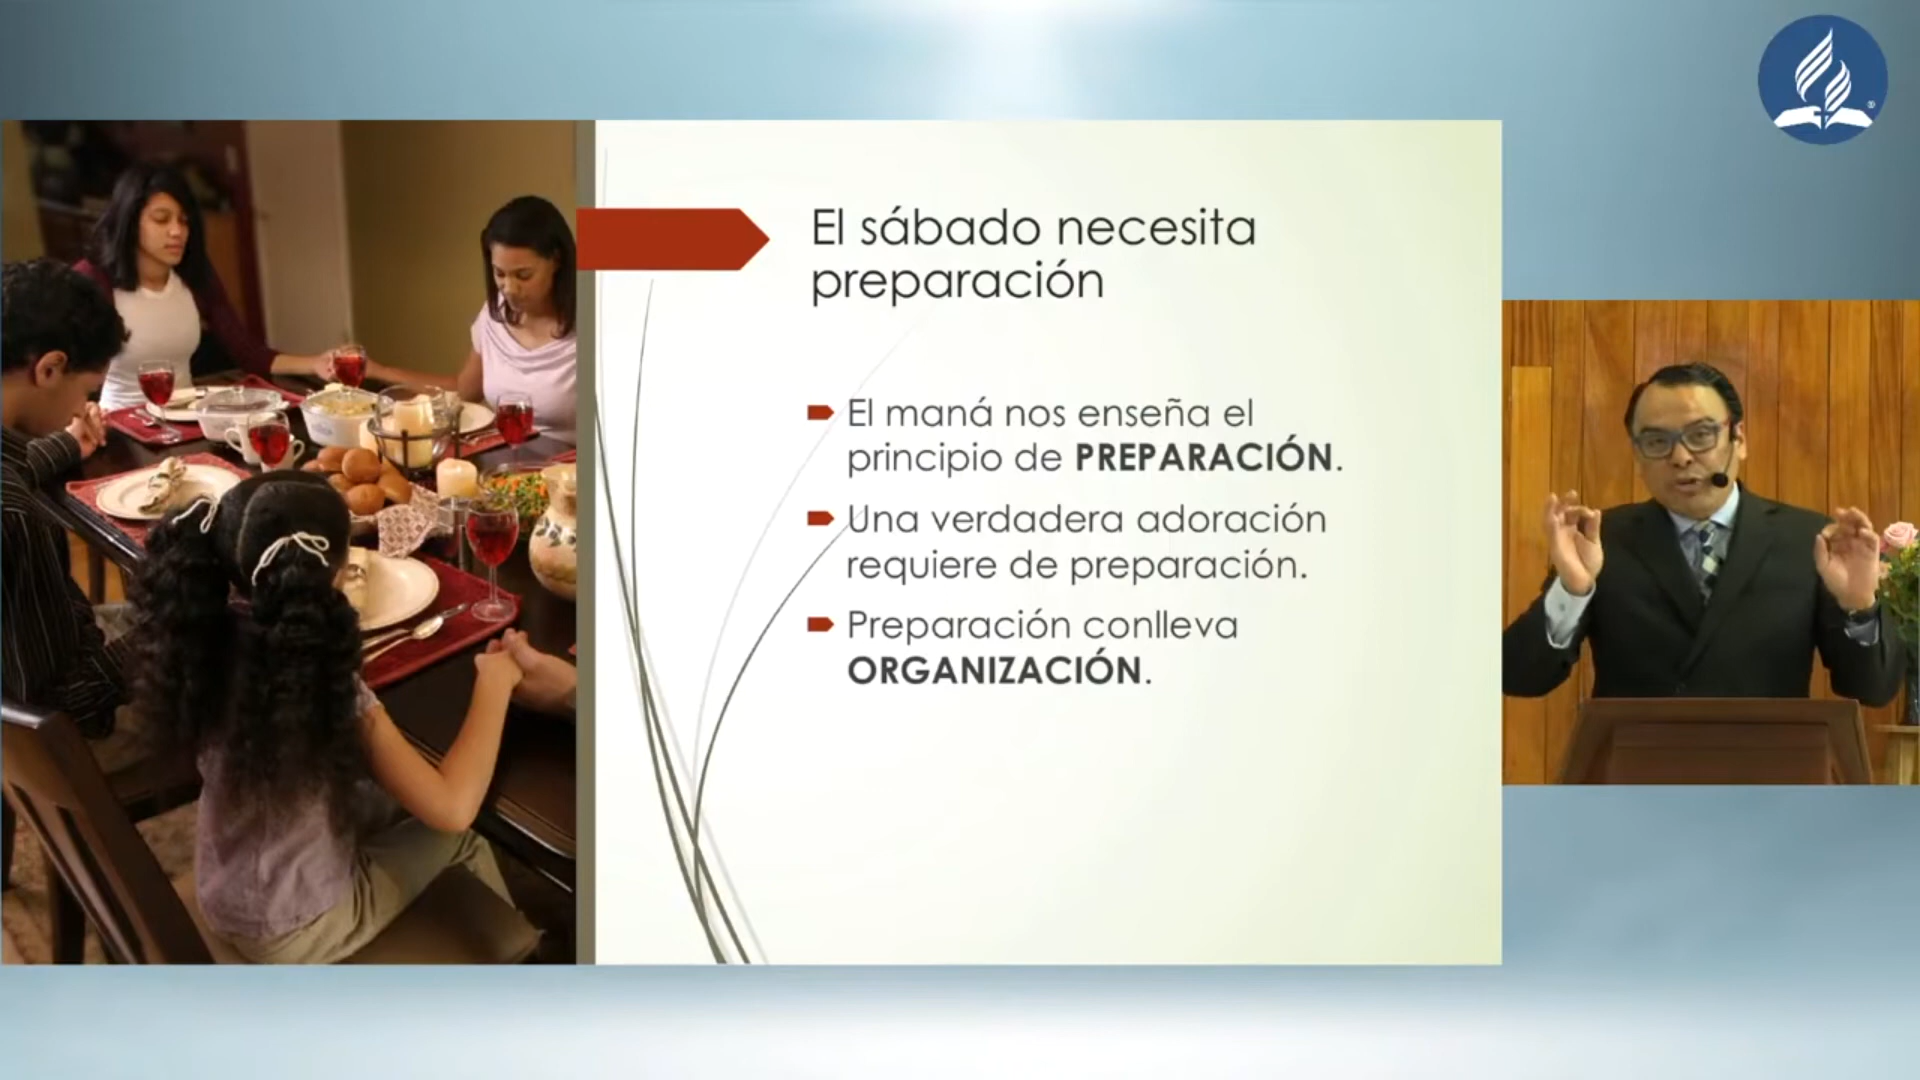 El sábado necesita
preparación
El maná nos enseña el
principio de PREPARACIÓN.
Una verdadera adoración
requiere de preparación.
Preparación conlleva
ORGANIZACIÓN.